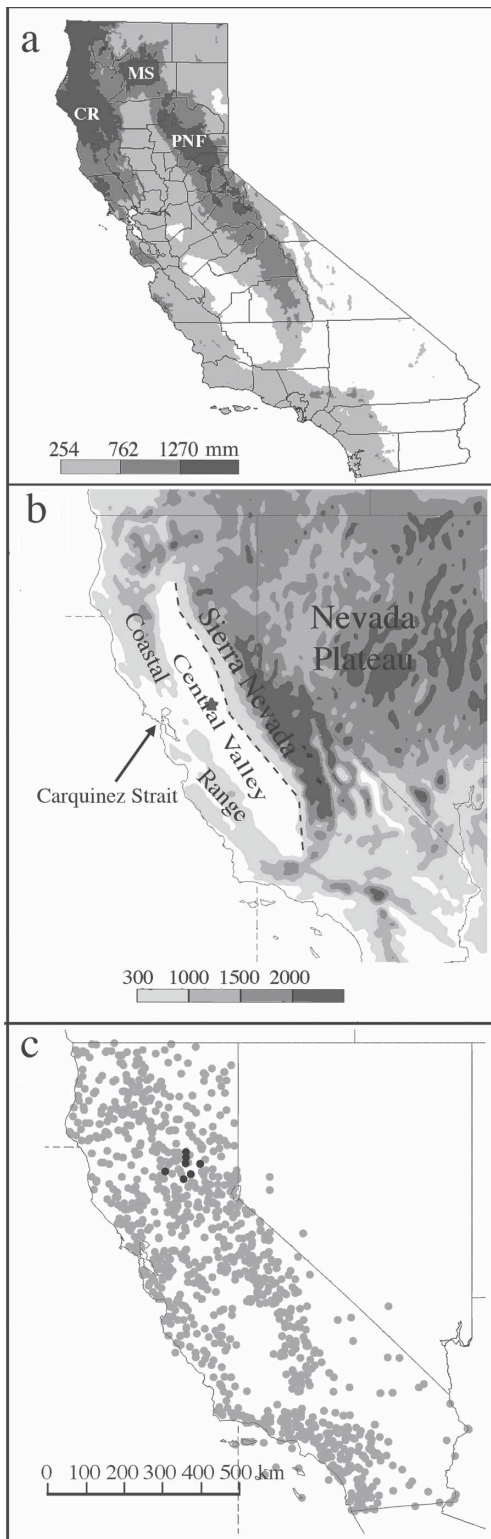 a
MS
CR
PNF
254 762 1270 mm
b
Coastal
Range
Central Valley
Sierra Nevada
Nevada
Plateau
Carquinez Strait
300 1000 1500 2000
c
0 100 200 300 400 500 km